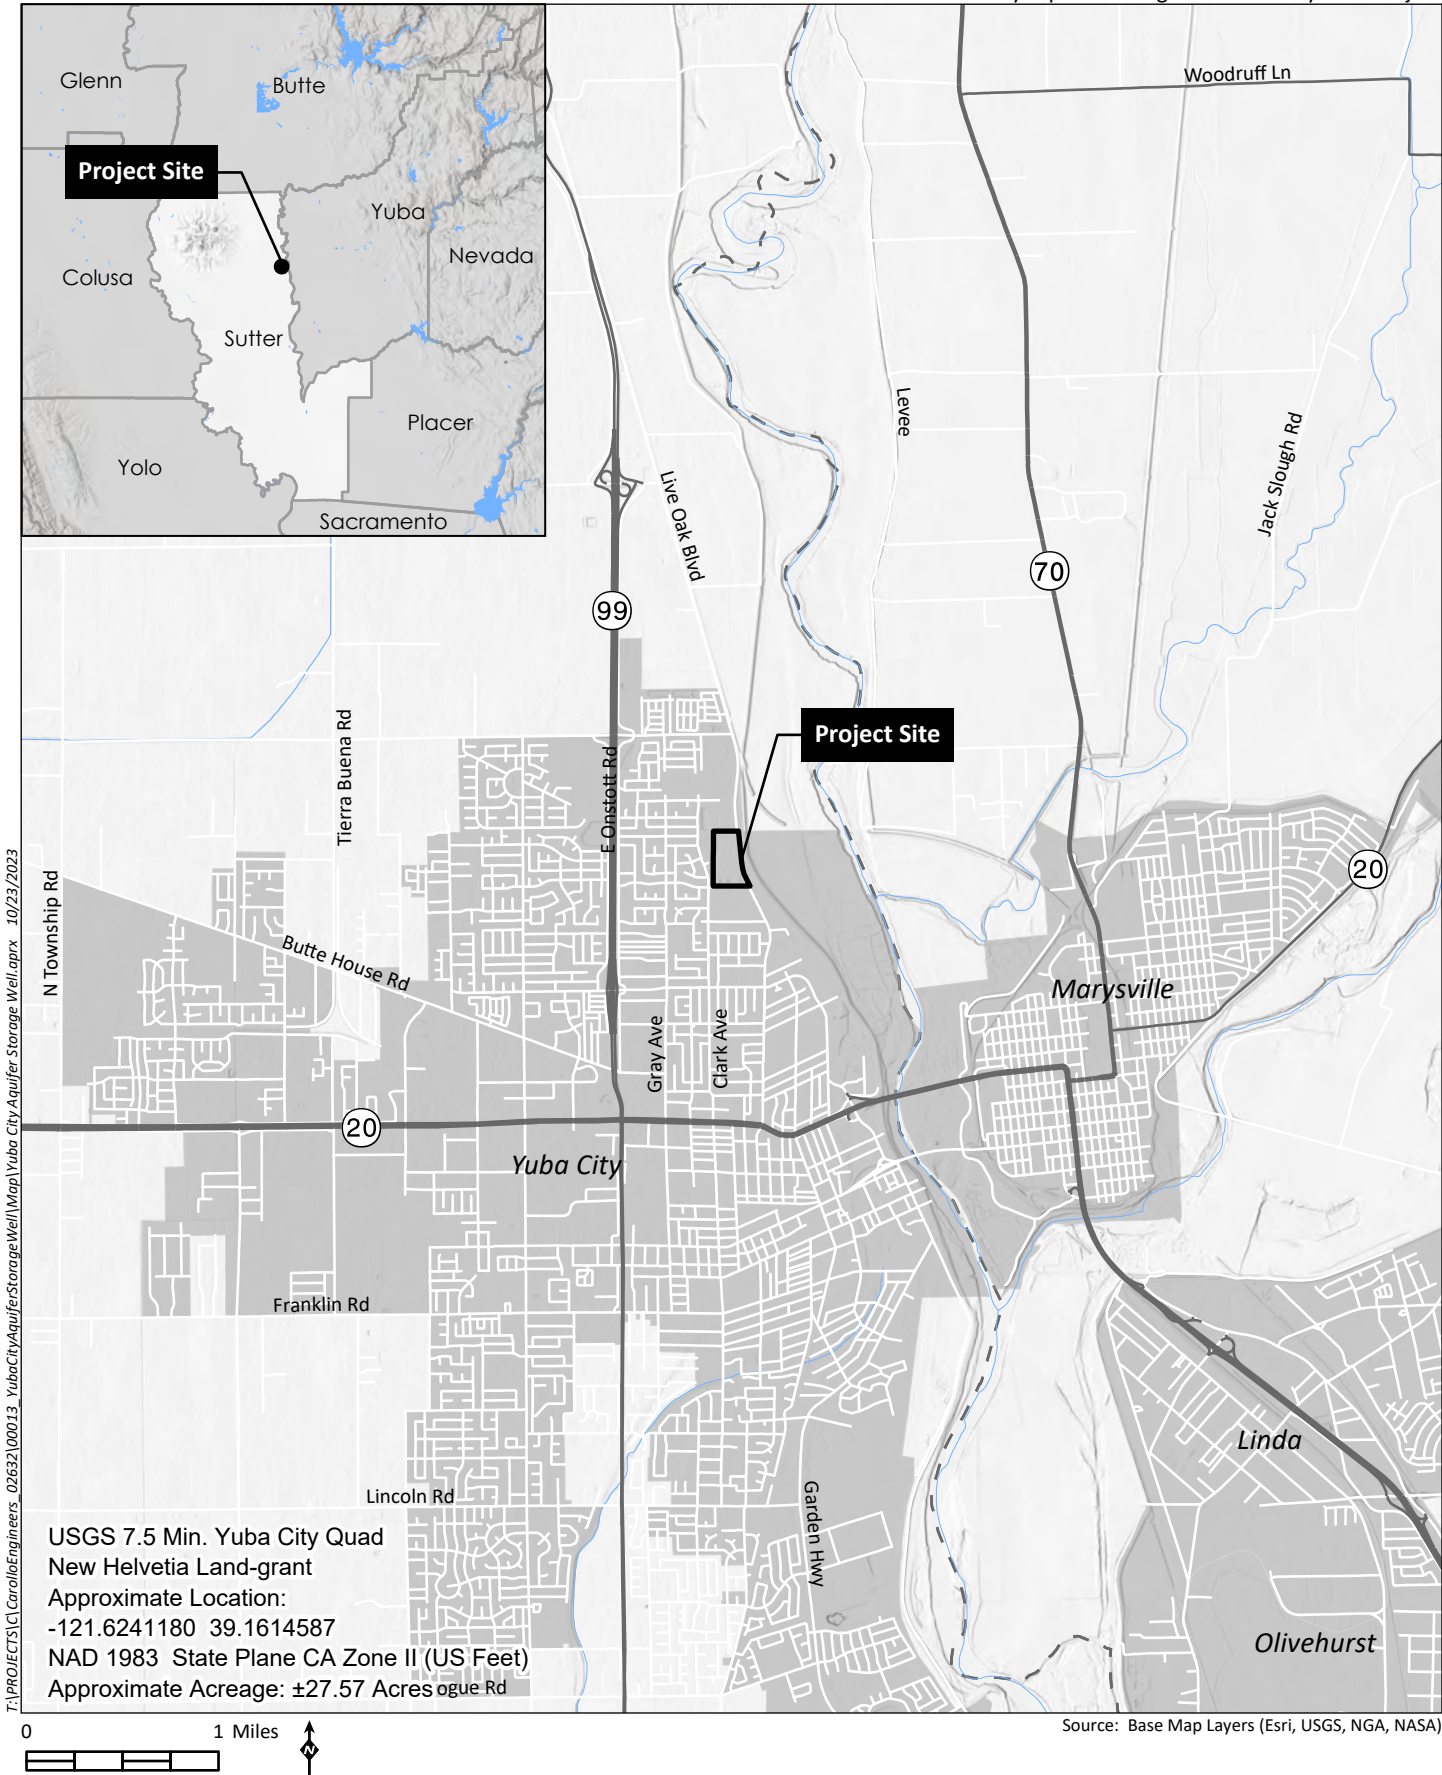 Woodruff Ln
Glenn
Butte
Project Site
Yuba
Nevada
Colusa
Sutter
Placer
Yolo
Sacramento
Levee
Live Oak Blvd
Jack Slough Rd
70
99
Tierra Buena Rd
E Onstott Rd
Project Site
N Township Rd
Butte House Rd
20
Marysville
Gray Ave
Clark Ave
20
Yuba City
Franklin Rd
Linda
Lincoln Rd
Garden Hwy
Olivehurst
USGS 7.5 Min. Yuba City Quad
New Helvetia Land-grant
Approximate Location:
-121.6241180 39.1614587
NAD 1983 State Plane CA Zone II (US Feet)
Approximate Acreage: ±27.57 Acres
ogue Rd
T:\PROJECTS\C\CarolloEngineers_02632\00013_YubaCityAquiferStorageWell\Map\Yuba City Aquifer Storage Well.aprx 10/23/2023
0 1 Miles
N
Source: Base Map Layers (Esri, USGS, NGA, NASA)